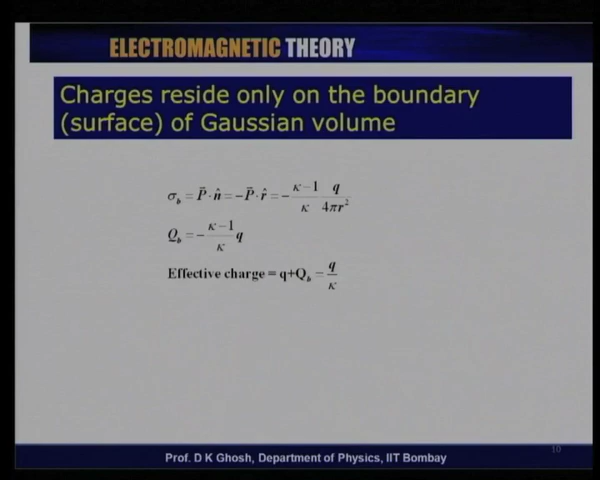 ELECTROMAGNETIC THEORY
Charges reside only on the boundary
(surface) of Gaussian volume
σ_b = P⃗ · n̂ = −P⃗ · r̂ = − (κ−1)/κ q/(4πr²)
Q_b = − (κ−1)/κ q
Effective charge = q+Q_b = q/κ
Prof. D K Ghosh, Department of Physics, IIT Bombay
10